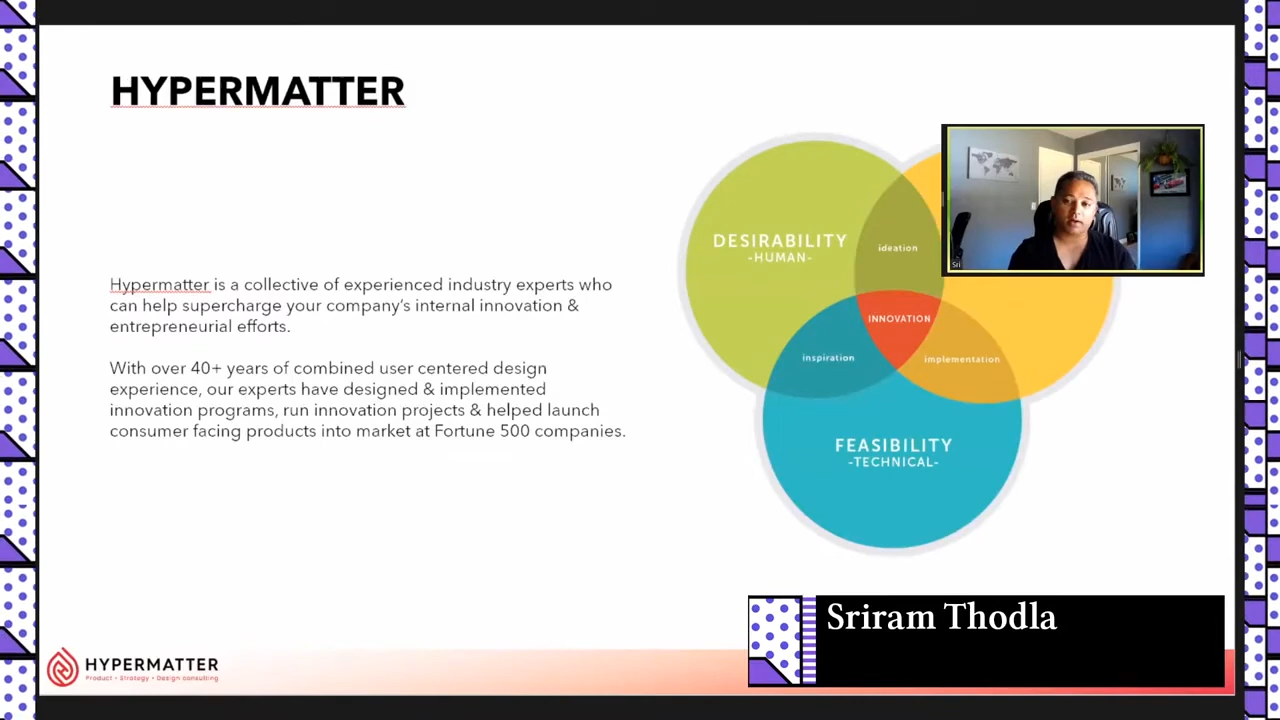 HYPERMATTER
Hypermatter is a collective of experienced industry experts who
can help supercharge your company's internal innovation &
entrepreneurial efforts.
With over 40+ years of combined user centered design
experience, our experts have designed & implemented
innovation programs, run innovation projects & helped launch
consumer facing products into market at Fortune 500 companies.
DESIRABILITY
-HUMAN-
ideation
INNOVATION
inspiration
implementation
FEASIBILITY
-TECHNICAL-
Sri
Sriram Thodla
HYPERMATTER
Product • Strategy • Design consulting